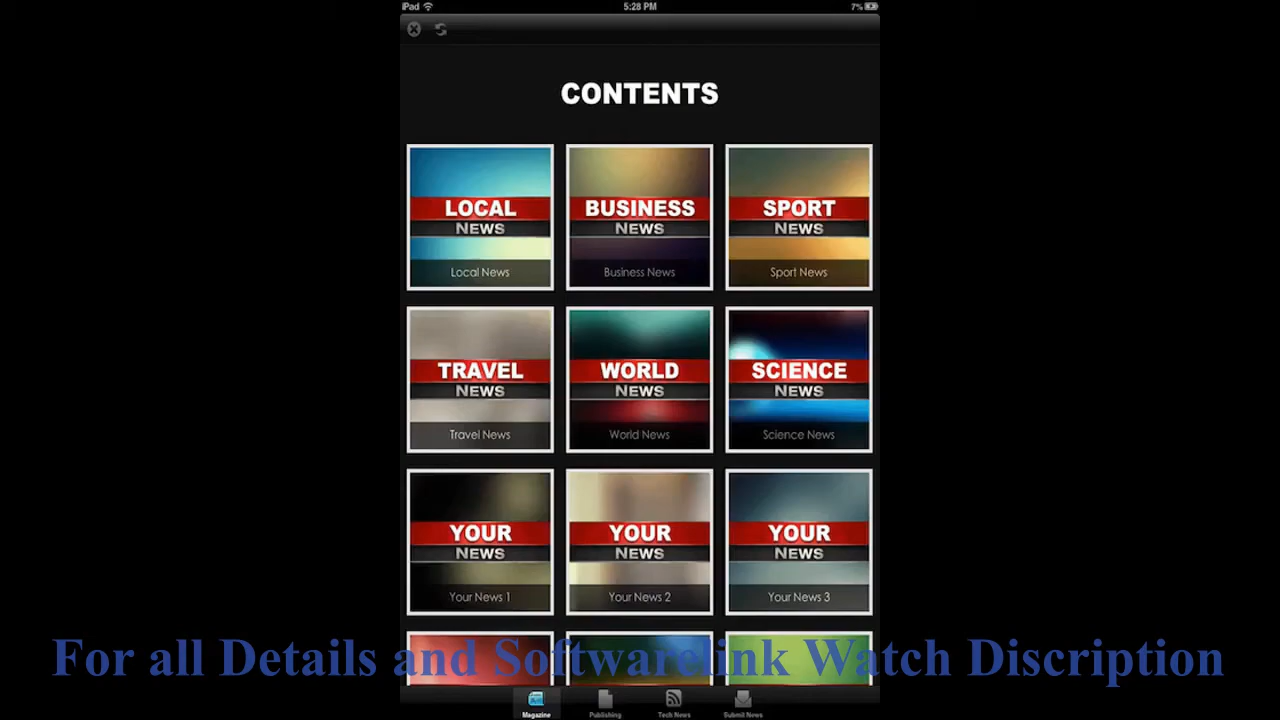 iPad 5:28 PM 7%
CONTENTS
LOCAL BUSINESS SPORT
NEWS NEWS NEWS
Local News Business News Sport News
TRAVEL WORLD SCIENCE
NEWS NEWS NEWS
Travel News World News Science News
YOUR YOUR YOUR
NEWS NEWS NEWS
Your News 1 Your News 2 Your News 3
For all Details and Softwarelink Watch Discription
Magazine Publishing Tech News Submit News